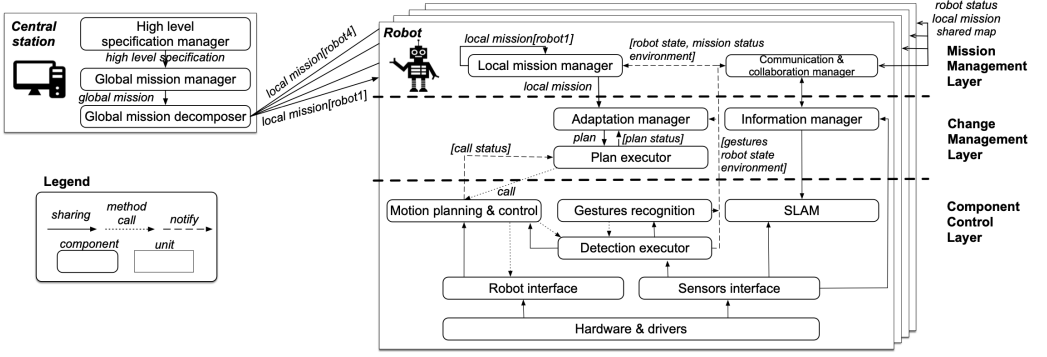 Central
station
High level
specification manager
high level specification
Global mission manager
global mission
Global mission decomposer
local mission[robot4]
local mission[robot1]
Legend
sharing
method
call
notify
component
unit
Robot
local mission[robot1]
Local mission manager
[robot state, mission status
environment]
Communication &
collaboration manager
local mission
Adaptation manager
Information manager
plan
[plan status]
[call status]
Plan executor
[gestures
robot state
environment]
call
Motion planning & control
Gestures recognition
SLAM
Detection executor
Robot interface
Sensors interface
Hardware & drivers
robot status
local mission
shared map
Mission
Management
Layer
Change
Management
Layer
Component
Control
Layer